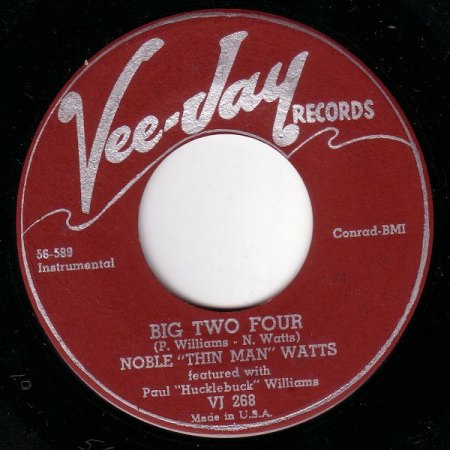 Vee-Jay
RECORDS
56-589
Instrumental
Conrad-BMI
BIG TWO FOUR
(P. Williams - N. Watts)
NOBLE "THIN MAN" WATTS
featured with
Paul "Hucklebuck" Williams
VJ 268
Made in U.S.A.